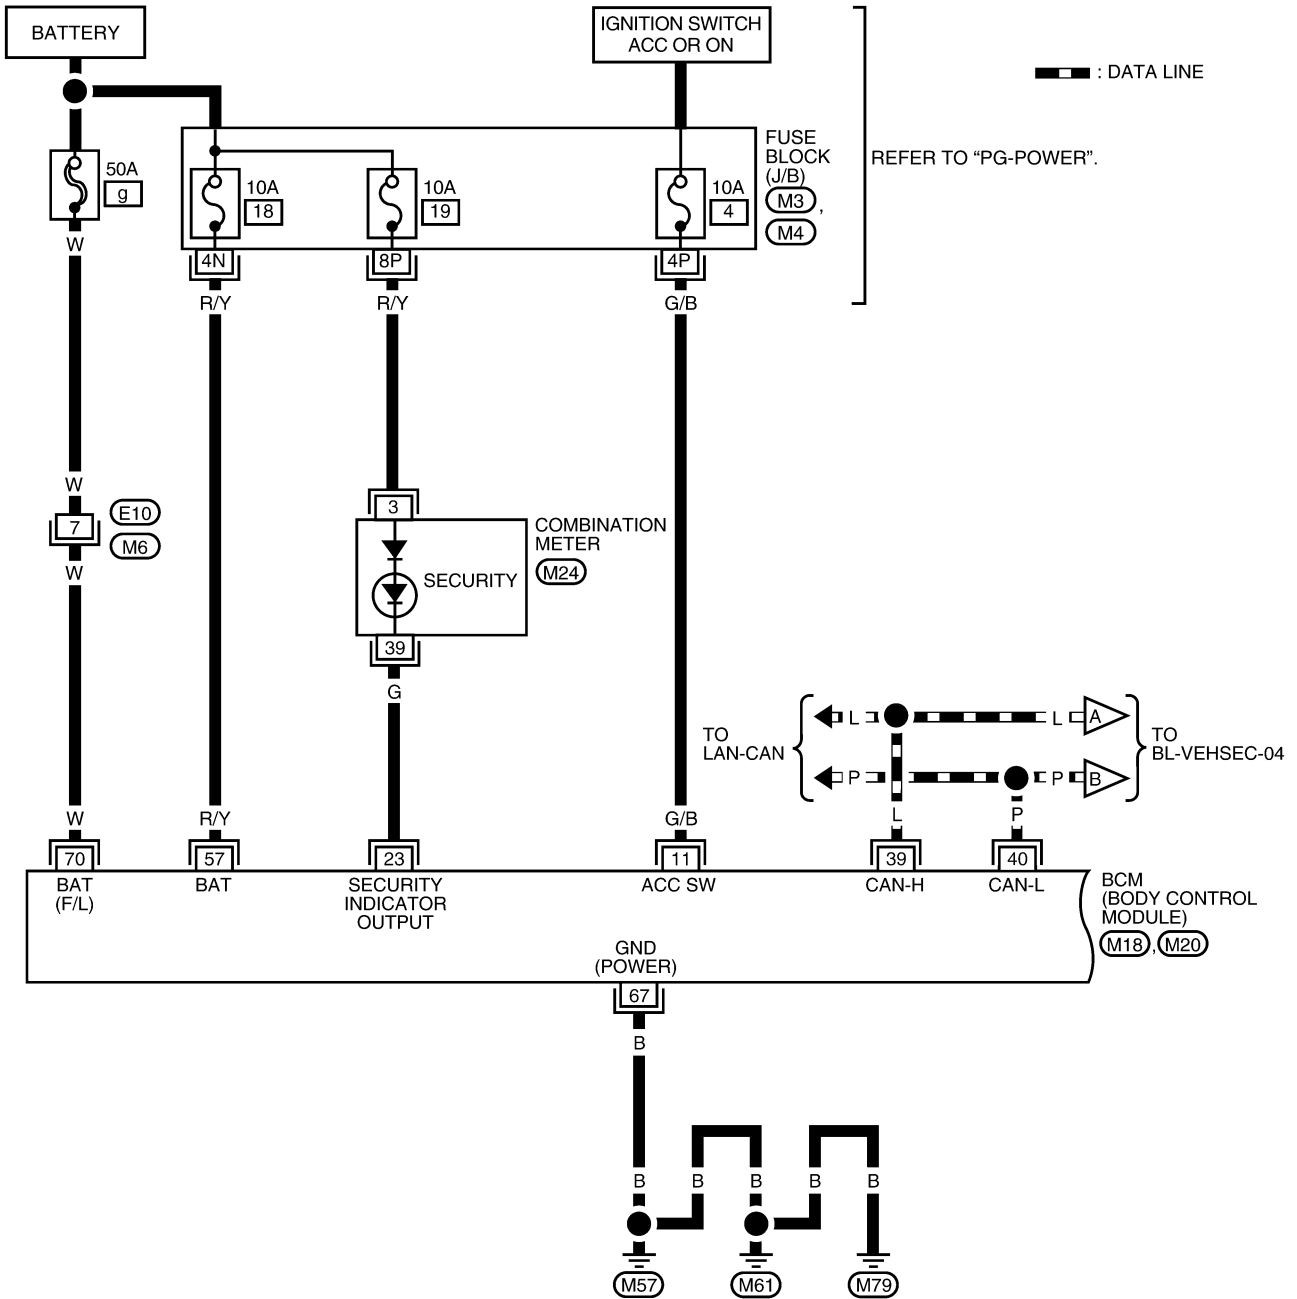 BATTERY
IGNITION SWITCH
ACC OR ON
: DATA LINE
REFER TO “PG-POWER”.
FUSE
BLOCK
(J/B)
M3 ,
M4
50A
g
10A
18
10A
19
10A
4
W
4N
8P
4P
R/Y
R/Y
G/B
W
7
E10
M6
W
3
COMBINATION
METER
M24
SECURITY
39
G
TO
LAN-CAN
L
L
A
P
P
B
TO
BL-VEHSEC-04
W
R/Y
G/B
L
P
70
57
23
11
39
40
BAT
(F/L)
BAT
SECURITY
INDICATOR
OUTPUT
ACC SW
CAN-H
CAN-L
BCM
(BODY CONTROL
MODULE)
M18 , M20
GND
(POWER)
67
B
B
B
B
B
B
M57
M61
M79